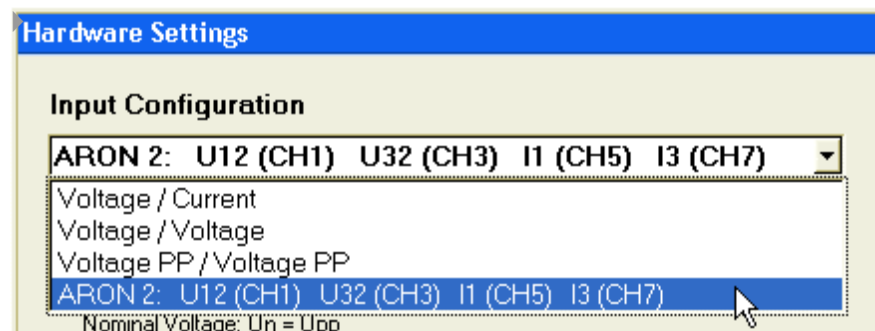 Hardware Settings
Input Configuration
ARON 2: U12 (CH1) U32 (CH3) I1 (CH5) I3 (CH7)
Voltage / Current
Voltage / Voltage
Voltage PP / Voltage PP
ARON 2: U12 (CH1) U32 (CH3) I1 (CH5) I3 (CH7)
Nominal Voltage: Un = Upp